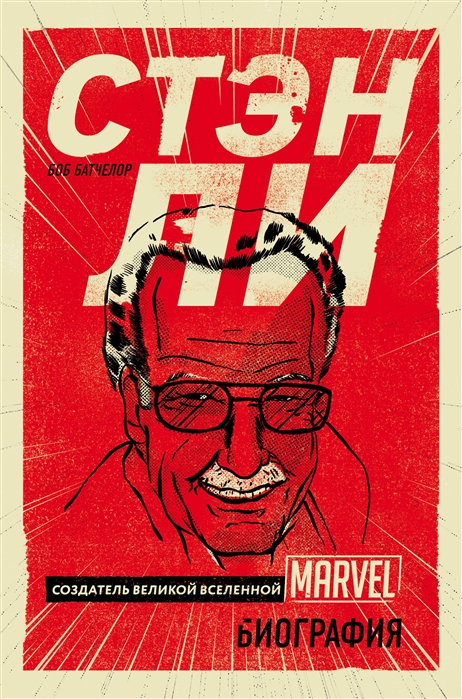 СТЭН
БОБ БАТЧЕЛОР
ЛИ
СОЗДАТЕЛЬ ВЕЛИКОЙ ВСЕЛЕННОЙ MARVEL
БИОГРАФИЯ